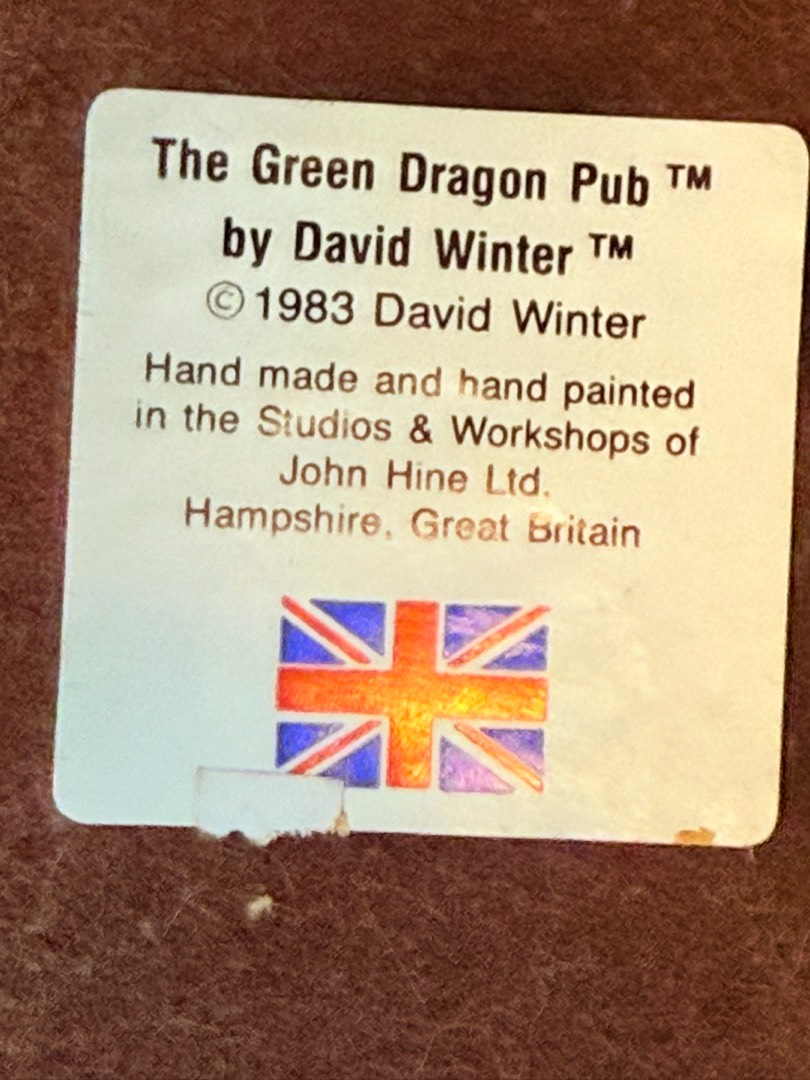 The Green Dragon Pub ™
by David Winter ™
© 1983 David Winter
Hand made and hand painted
in the Studios & Workshops of
John Hine Ltd.
Hampshire, Great Britain